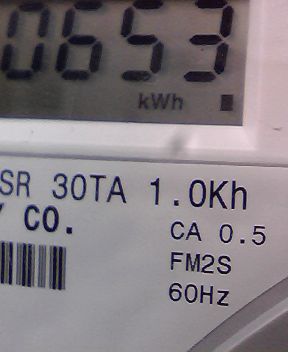 0653
kWh
SR 30TA 1.0Kh
Y CO.
CA 0.5
FM2S
60Hz